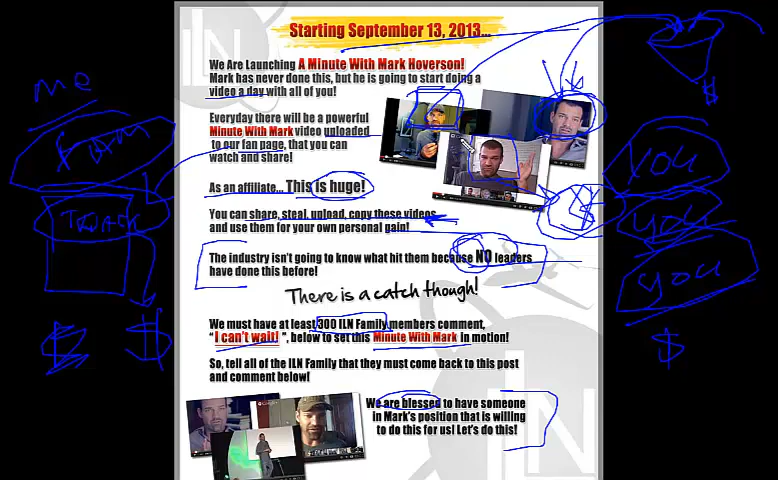 ILN
Starting September 13, 2013...
We Are Launching A Minute With Mark Hoverson!
Mark has never done this, but he is going to start doing a
video a day with all of you!
Everyday there will be a powerful
Minute With Mark video uploaded
to our fan page, that you can
watch and share!
As an affiliate... This is huge!
You can share, steal, upload, copy these videos
and use them for your own personal gain!
The industry isn't going to know what hit them because NO leaders
have done this before!
There is a catch though!
We must have at least 300 ILN Family members comment,
"I can't wait!", below to set this Minute With Mark in motion!
So, tell all of the ILN Family that they must come back to this post
and comment below!
We are blessed to have someone
in Mark's position that is willing
to do this for us! Let's do this!
LN
me
$
$
$
you
you
you
$
$